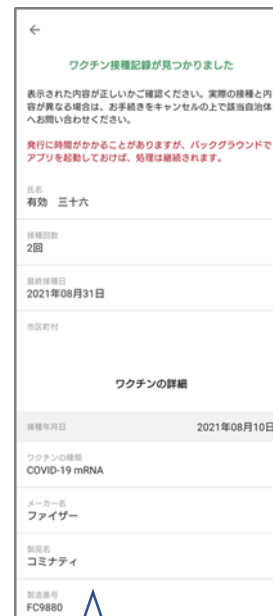 ワクチン接種記録が見つかりました
表示された内容が正しいかご確認ください。実際の接種と内
容が異なる場合は、お手続きをキャンセルの上で該当自治体
へお問い合わせください。
発行に時間がかかることがありますが、バックグラウンドで
アプリを起動しておけば、処理は継続されます。
氏名
有効 三十六
接種回数
2回
最終接種日
2021年08月31日
市区町村
ワクチンの詳細
接種年月日 2021年08月10日
ワクチンの種類
COVID-19 mRNA
メーカー名
ファイザー
製品名
コミナティ
製造番号
FC9880